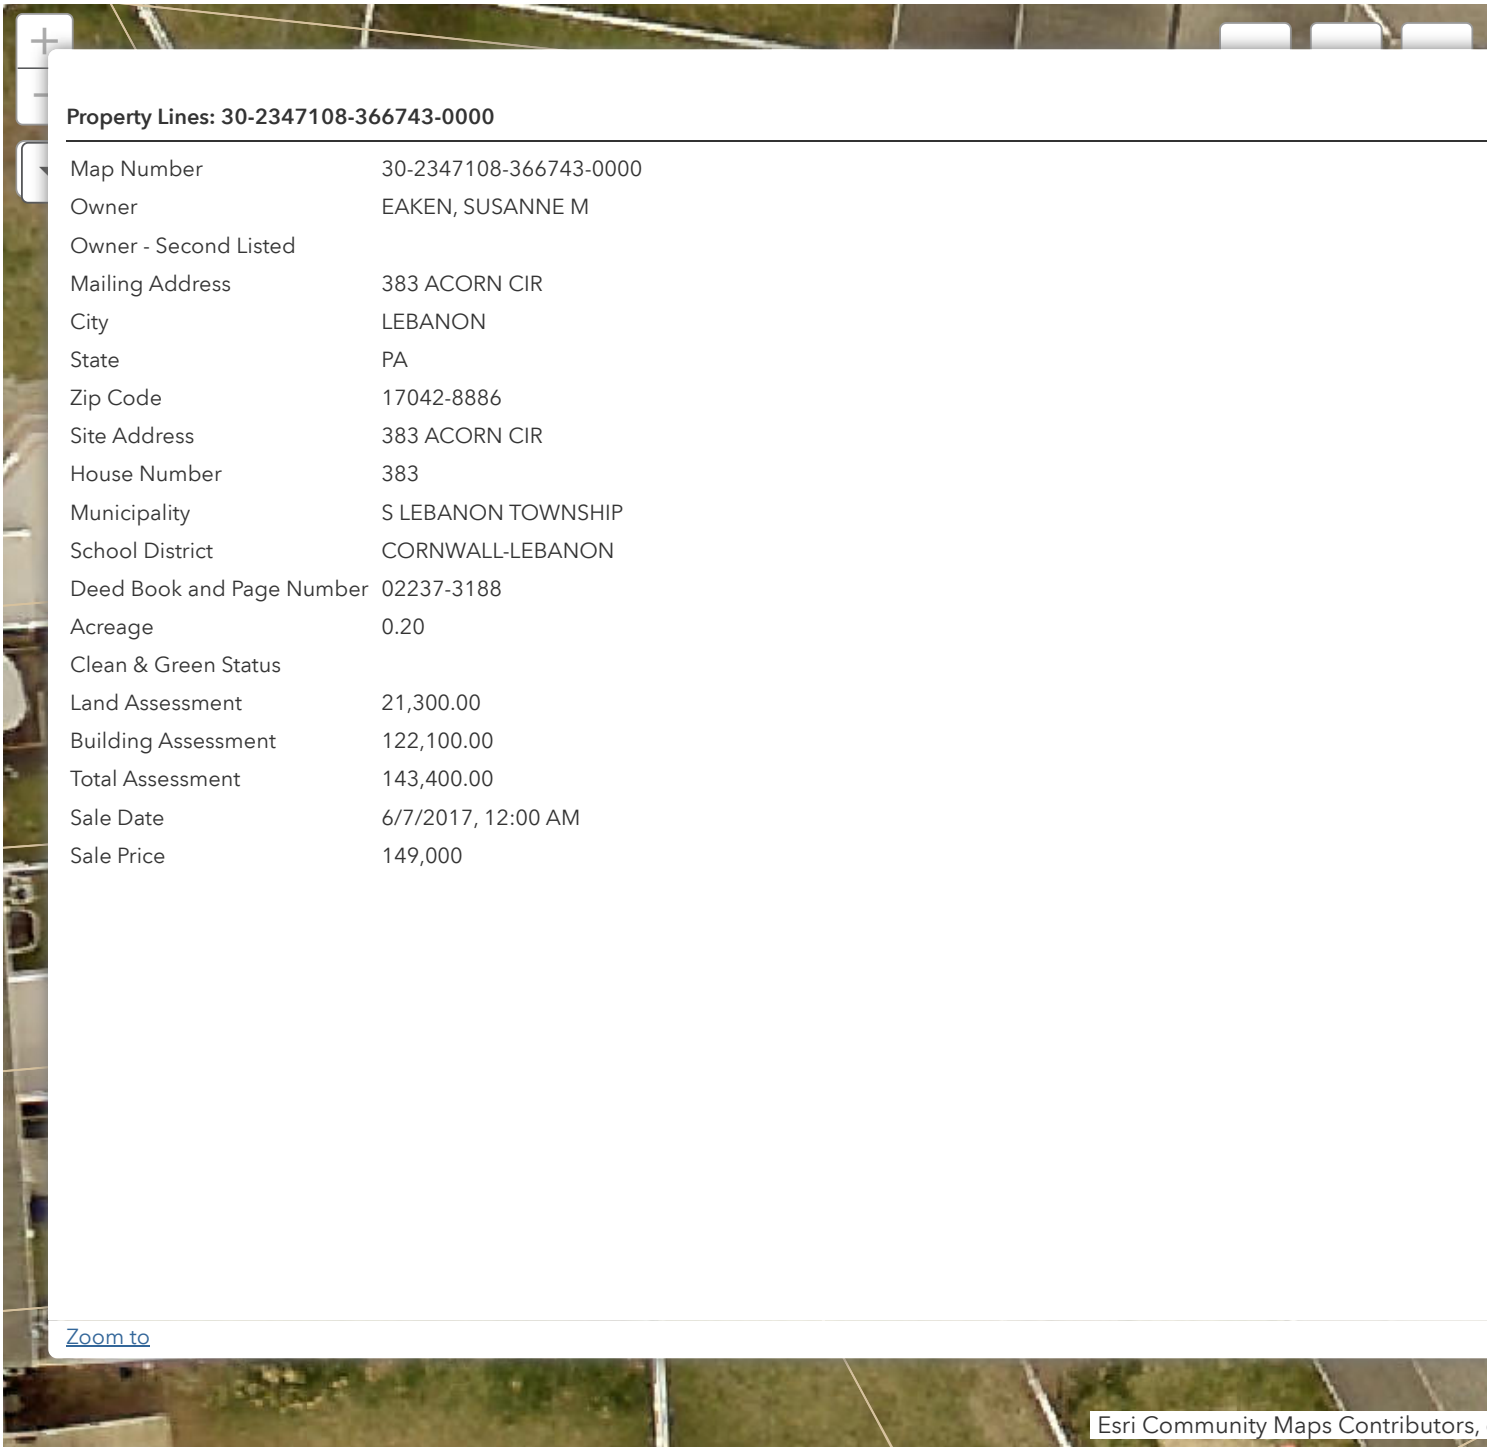 Property Lines: 30-2347108-366743-0000
Map Number 30-2347108-366743-0000
Owner EAKEN, SUSANNE M
Owner - Second Listed
Mailing Address 383 ACORN CIR
City LEBANON
State PA
Zip Code 17042-8886
Site Address 383 ACORN CIR
House Number 383
Municipality S LEBANON TOWNSHIP
School District CORNWALL-LEBANON
Deed Book and Page Number 02237-3188
Acreage 0.20
Clean & Green Status
Land Assessment 21,300.00
Building Assessment 122,100.00
Total Assessment 143,400.00
Sale Date 6/7/2017, 12:00 AM
Sale Price 149,000
Zoom to
Esri Community Maps Contributors,